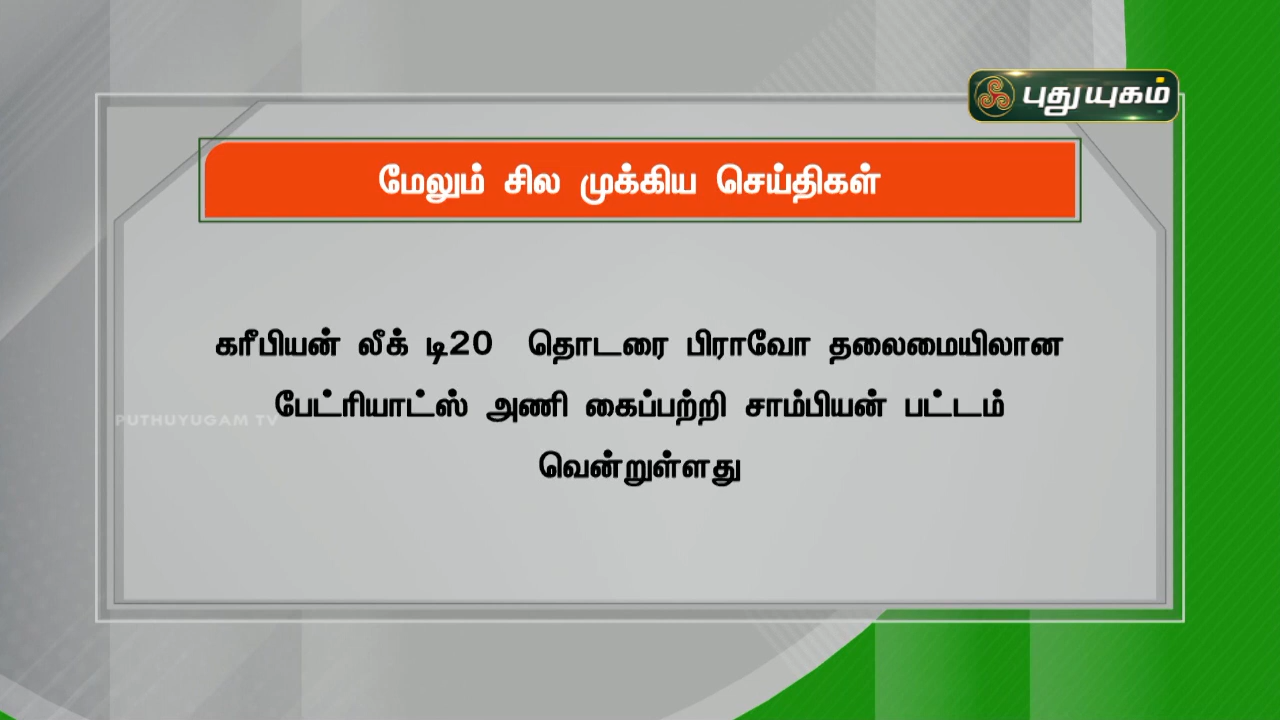 புதுயுகம்
மேலும் சில முக்கிய செய்திகள்
கரீபியன் லீக் டி20 தொடரை பிராவோ தலைமையிலான
பேட்ரியாட்ஸ் அணி கைப்பற்றி சாம்பியன் பட்டம்
PUTHUYUGAM TV
வென்றுள்ளது